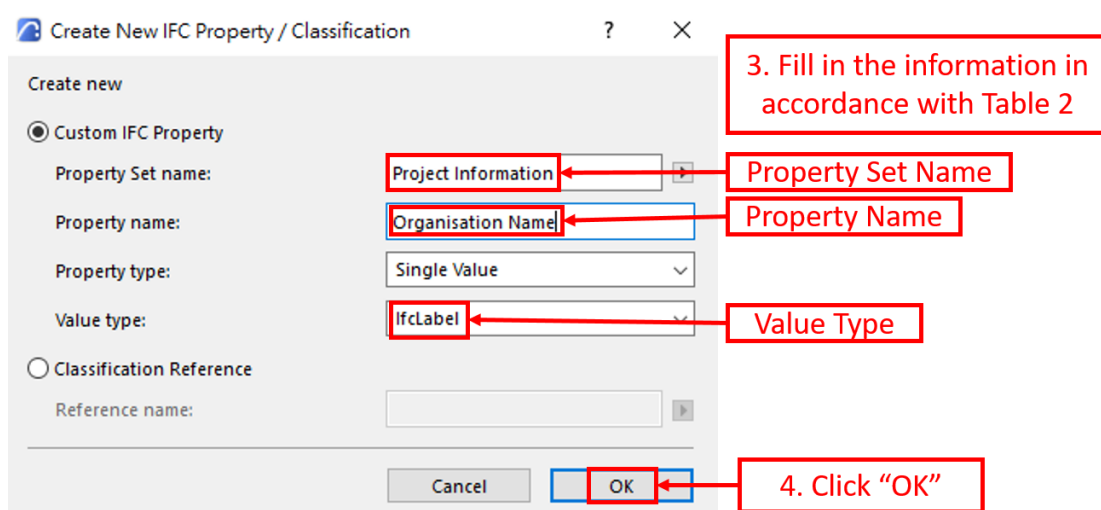 Create New IFC Property / Classification ? ×
Create new
Custom IFC Property
Property Set name: Project Information
Property name: Organisation Name
Property type: Single Value
Value type: IfcLabel
Classification Reference
Reference name:
Cancel OK
3. Fill in the information in
accordance with Table 2
Property Set Name
Property Name
Value Type
4. Click “OK”